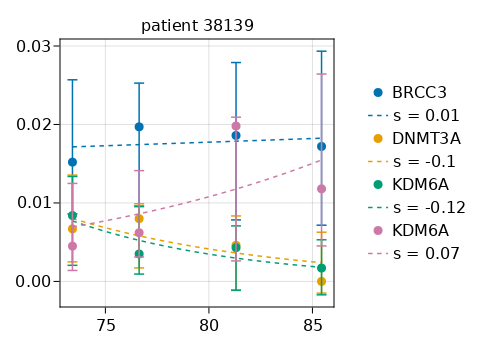 patient 38139
0.03
0.02
0.01
0.00
75
80
85
BRCC3
s = 0.01
DNMT3A
s = -0.1
KDM6A
s = -0.12
KDM6A
s = 0.07